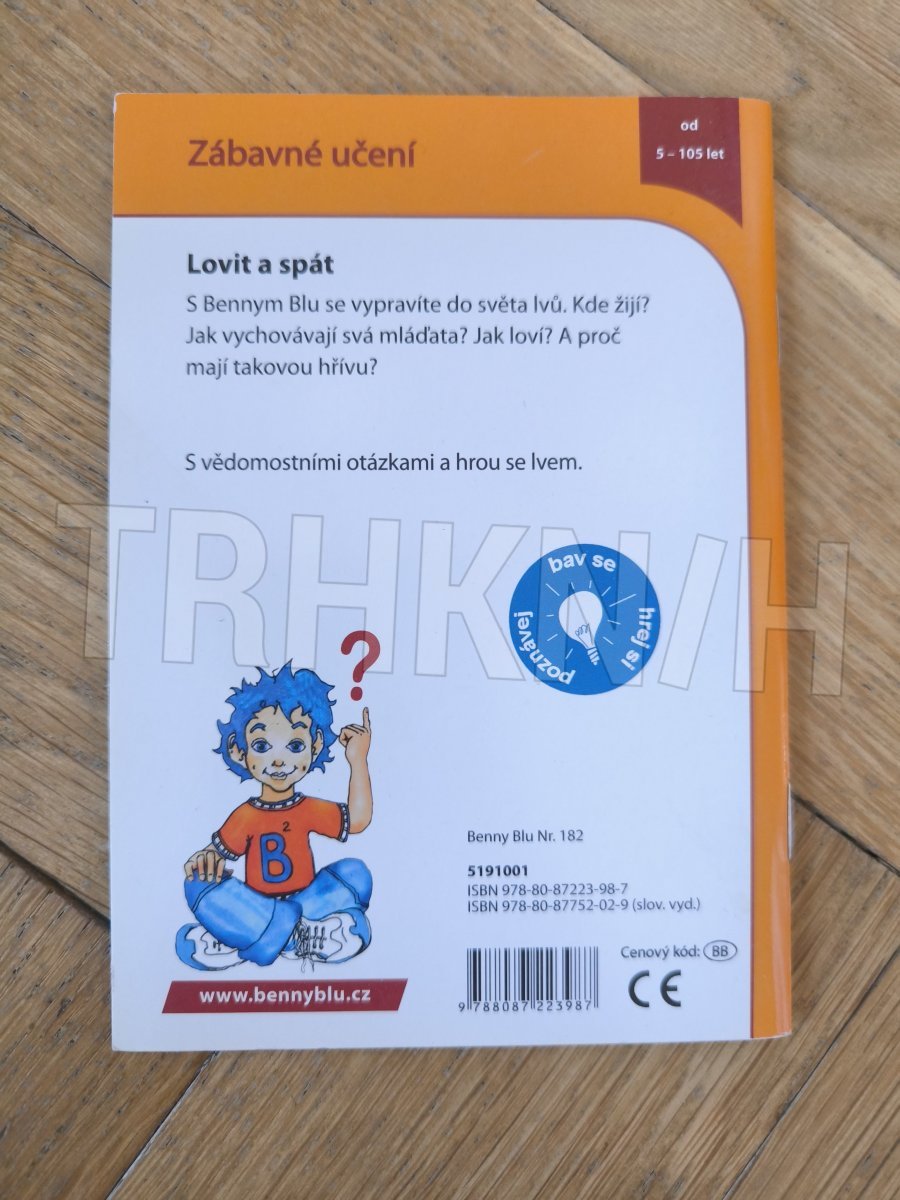 Zábavné učení
od
5 – 105 let
Lovit a spát
S Bennym Blu se vypravíte do světa lvů. Kde žijí?
Jak vychovávají svá mláďata? Jak loví? A proč
mají takovou hřívu?
S vědomostními otázkami a hrou se lvem.
TRHKNIH
bav se
hrej si
poznávej
?
B²
Benny Blu Nr. 182
5191001
ISBN 978-80-87223-98-7
ISBN 978-80-87752-02-9 (slov. vyd.)
Cenový kód: BB
9 788087 223987
CE
www.bennyblu.cz